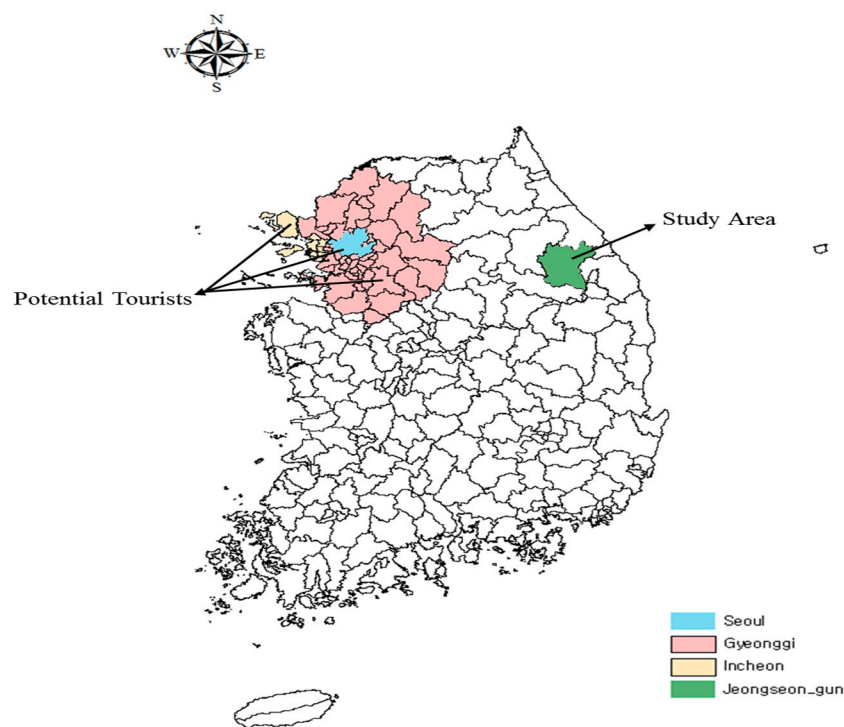 N
W
E
S
Study Area
Potential Tourists
Seoul
Gyeonggi
Incheon
Jeongseon_gun